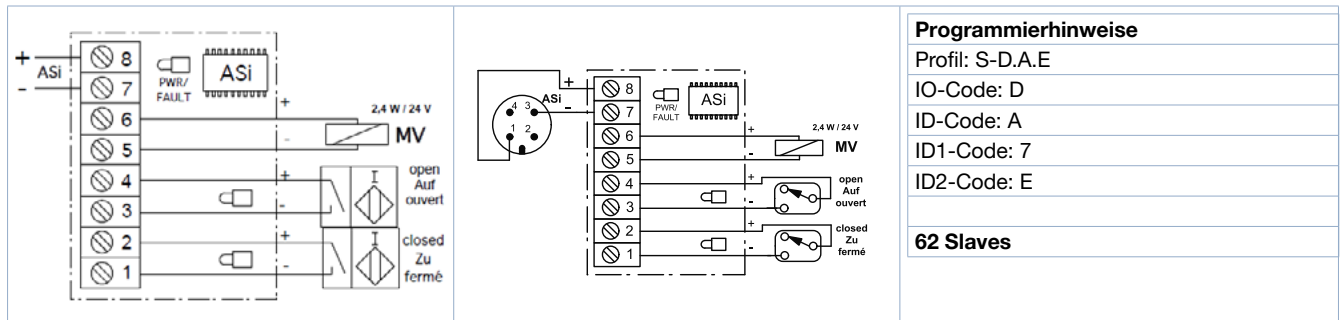 +
ASi
-
8
7
6
5
4
3
2
1
PWR/
FAULT
ASi
+
-
2,4 W / 24 V
MV
+
-
I
open
Auf
ouvert
+
-
I
closed
Zu
fermé
4 3
1 2
+
ASi
-
8
7
6
5
4
3
2
1
PWR/
FAULT
ASi
+
-
2,4 W / 24 V
MV
+
-
open
Auf
ouvert
+
-
closed
Zu
fermé
Programmierhinweise
Profil: S-D.A.E
IO-Code: D
ID-Code: A
ID1-Code: 7
ID2-Code: E
62 Slaves